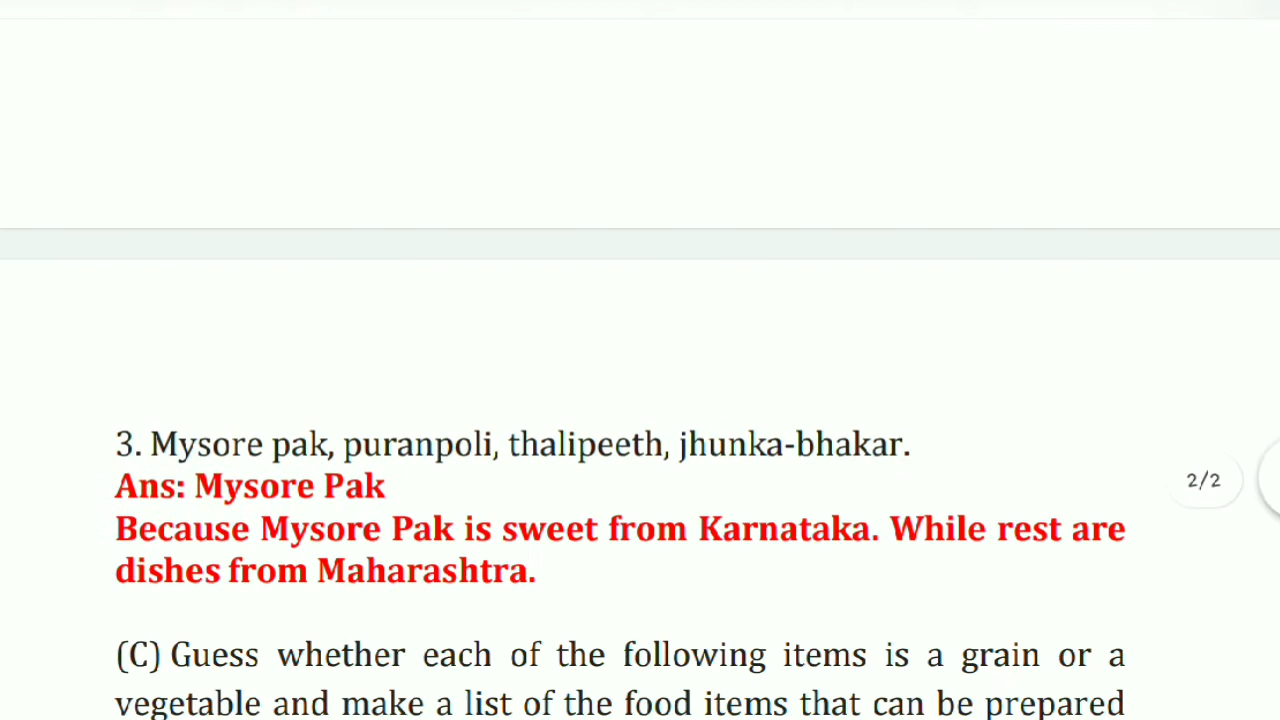 3. Mysore pak, puranpoli, thalipeeth, jhunka-bhakar.
Ans: Mysore Pak
2/2
Because Mysore Pak is sweet from Karnataka. While rest are
dishes from Maharashtra.
(C) Guess whether each of the following items is a grain or a
vegetable and make a list of the food items that can be prepared